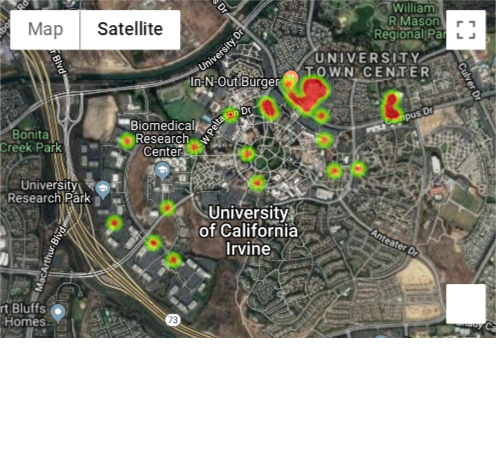 Map
Satellite
William
R Mason
Regional Par
University Dr
UNIVERSITY
TOWN CENTER
In-N-Out Burger
Culver Dr
W Peltason Dr
Campus Dr
Bonita
Creek Park
Biomedical
Research
Center
University
Research Park
University
of California
Irvine
Anteater Dr
MacArthur Blvd
rt Bluffs
Homes
73